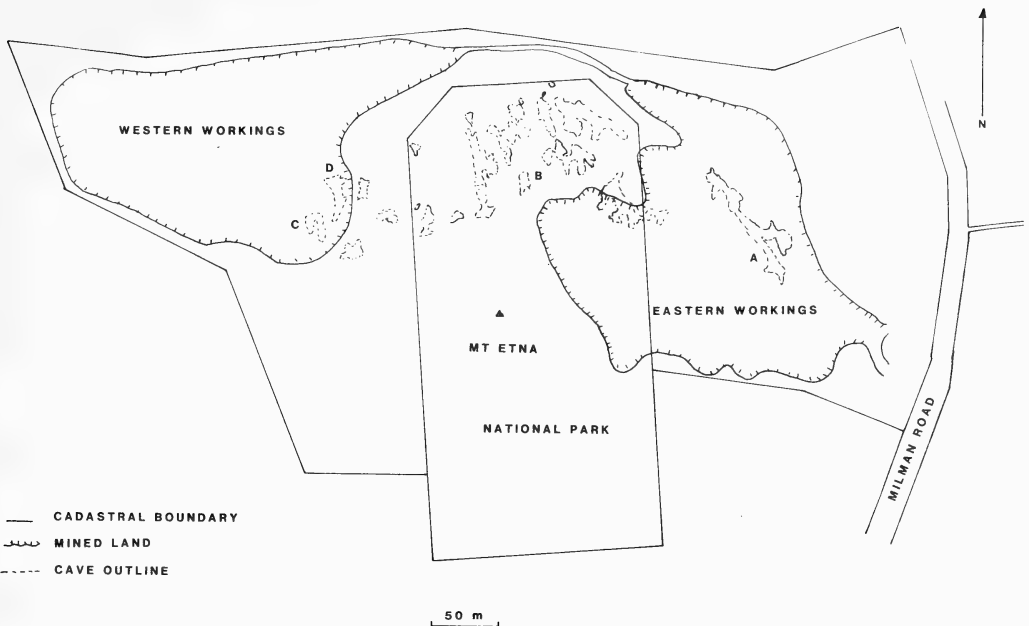 N
WESTERN WORKINGS
D
B
C
A
EASTERN WORKINGS
MT ETNA
NATIONAL PARK
MILMAN ROAD
CADASTRAL BOUNDARY
MINED LAND
CAVE OUTLINE
50 m